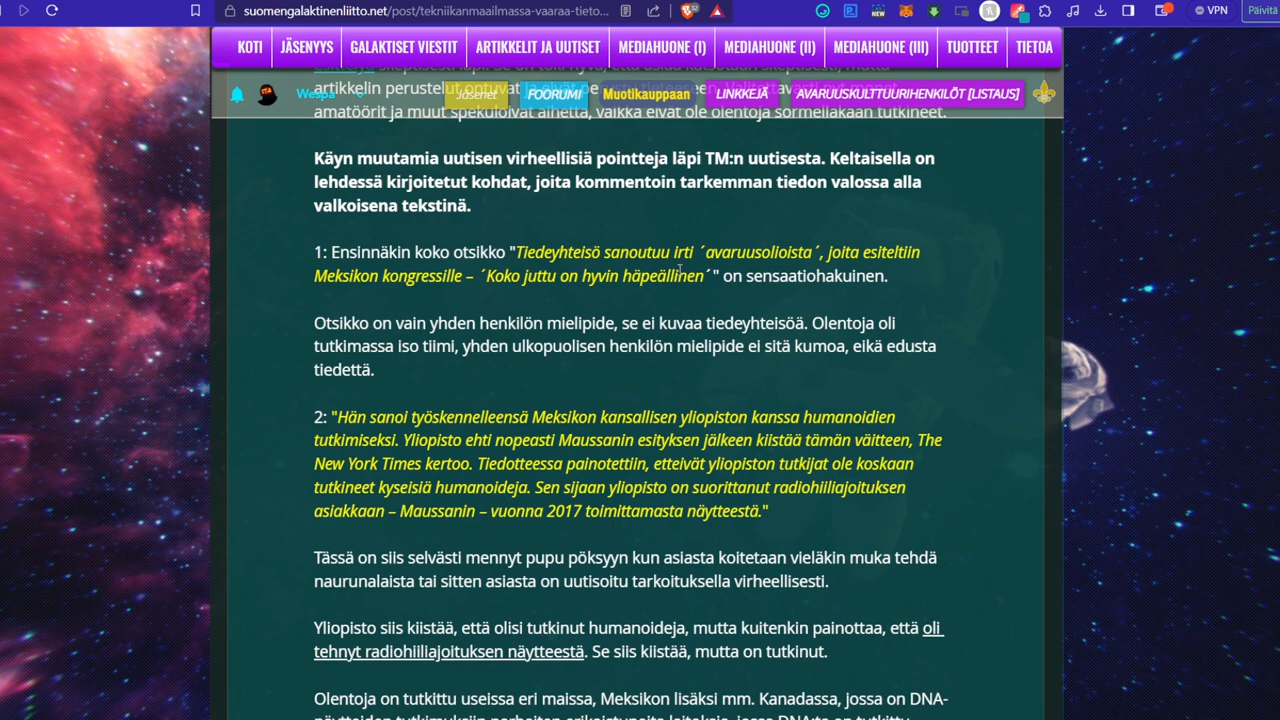 suomengalaktinenliitto.net/post/tekniikanmaailmassa-vaaraa-tieto...
32
NEW
VPN
Päivitä
KOTI
JÄSENYYS
GALAKTISET VIESTIT
ARTIKKELIT JA UUTISET
MEDIAHUONE (I)
MEDIAHUONE (II)
MEDIAHUONE (III)
TUOTTEET
TIETOA
Wespa
Jäsenet
FOORUMI
Muotikauppaan
LINKKEJÄ
AVARUUSKULTTUURIHENKILÖT [LISTAUS]
artikkelin perustelut
amatöörit ja muut spekuloivat aihetta, vaikka eivät ole olentoja sormellakaan tutkineet.
Käyn muutamia uutisen virheellisiä pointteja läpi TM:n uutisesta. Keltaisella on
lehdessä kirjoitetut kohdat, joita kommentoin tarkemman tiedon valossa alla
valkoisena tekstinä.
1: Ensinnäkin koko otsikko "Tiedeyhteisö sanoutuu irti ´avaruusolioista´, joita esiteltiin
Meksikon kongressille – ´Koko juttu on hyvin häpeällinen´" on sensaatiohakuinen.
Otsikko on vain yhden henkilön mielipide, se ei kuvaa tiedeyhteisöä. Olentoja oli
tutkimassa iso tiimi, yhden ulkopuolisen henkilön mielipide ei sitä kumoa, eikä edusta
tiedettä.
2: "Hän sanoi työskennelleensä Meksikon kansallisen yliopiston kanssa humanoidien
tutkimiseksi. Yliopisto ehti nopeasti Maussanin esityksen jälkeen kiistää tämän väitteen, The
New York Times kertoo. Tiedotteessa painotettiin, etteivät yliopiston tutkijat ole koskaan
tutkineet kyseisiä humanoideja. Sen sijaan yliopisto on suorittanut radiohiiliajoituksen
asiakkaan – Maussanin – vuonna 2017 toimittamasta näytteestä."
Tässä on siis selvästi mennyt pupu pöksyyn kun asiasta koitetaan vieläkin muka tehdä
naurunalaista tai sitten asiasta on uutisoitu tarkoituksella virheellisesti.
Yliopisto siis kiistää, että olisi tutkinut humanoideja, mutta kuitenkin painottaa, että oli
tehnyt radiohiiliajoituksen näytteestä. Se siis kiistää, mutta on tutkinut.
Olentoja on tutkittu useissa eri maissa, Meksikon lisäksi mm. Kanadassa, jossa on DNA-